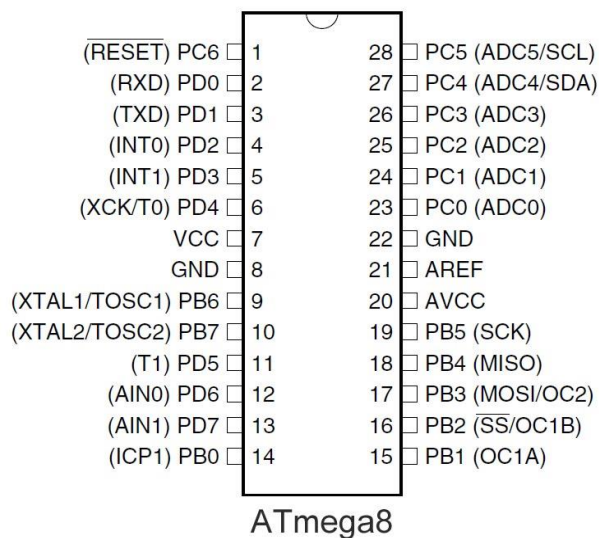 (RESET) PC6 1 28 PC5 (ADC5/SCL)
(RXD) PD0 2 27 PC4 (ADC4/SDA)
(TXD) PD1 3 26 PC3 (ADC3)
(INT0) PD2 4 25 PC2 (ADC2)
(INT1) PD3 5 24 PC1 (ADC1)
(XCK/T0) PD4 6 23 PC0 (ADC0)
VCC 7 22 GND
GND 8 21 AREF
(XTAL1/TOSC1) PB6 9 20 AVCC
(XTAL2/TOSC2) PB7 10 19 PB5 (SCK)
(T1) PD5 11 18 PB4 (MISO)
(AIN0) PD6 12 17 PB3 (MOSI/OC2)
(AIN1) PD7 13 16 PB2 (SS/OC1B)
(ICP1) PB0 14 15 PB1 (OC1A)
ATmega8